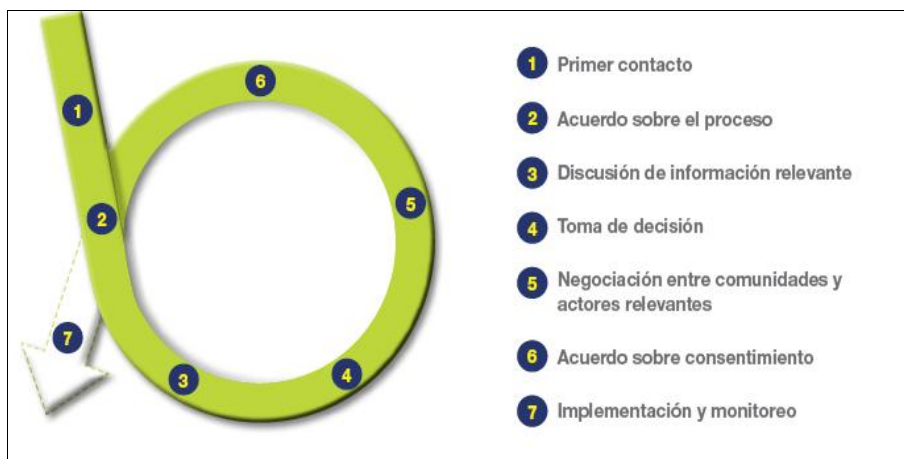 1
2
3
4
5
6
7
1 Primer contacto
2 Acuerdo sobre el proceso
3 Discusión de información relevante
4 Toma de decisión
5 Negociación entre comunidades y
actores relevantes
6 Acuerdo sobre consentimiento
7 Implementación y monitoreo